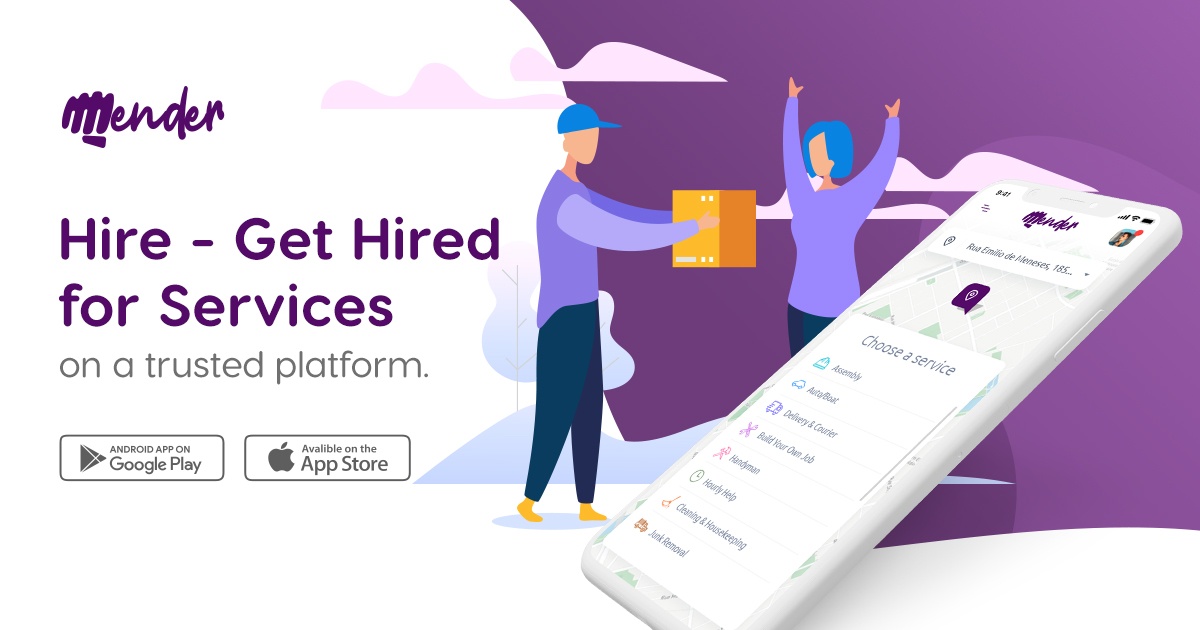 Mender
Hire - Get Hired
for Services
on a trusted platform.
ANDROID APP ON
Google Play
Avalible on the
App Store
9:41
Mender
Rua Emilio de Meneses, 185...
Choose a service
Assembly
Auto/Boat
Delivery & Courier
Build Your Own Job
Handyman
Hourly Help
Cleaning & Housekeeping
Junk Removal